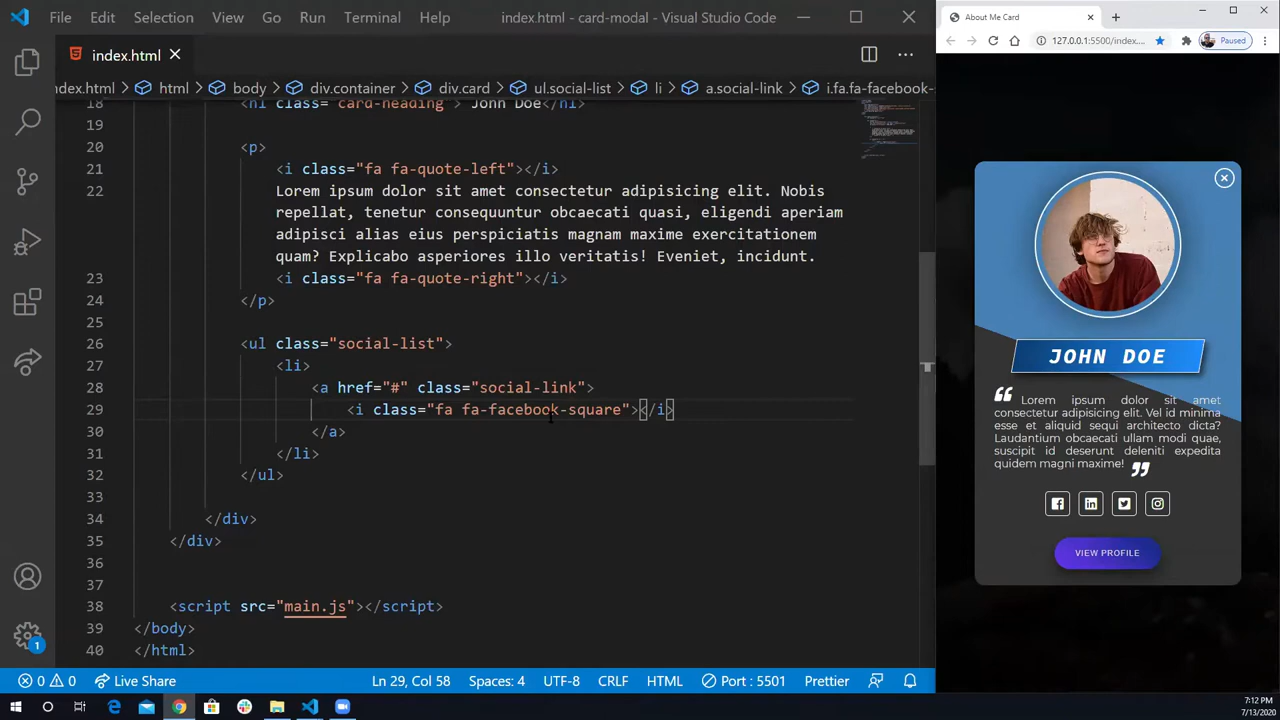 File Edit Selection View Go Run Terminal Help index.html - card-modal - Visual Studio Code
index.html
ndex.html > html > body > div.container > div.card > ul.social-list > li > a.social-link > i.fa.fa-facebook-
18 <h1 class="card-heading"> John Doe</h1>
19
20 <p>
21 <i class="fa fa-quote-left"></i>
22 Lorem ipsum dolor sit amet consectetur adipisicing elit. Nobis
repellat, tenetur consequuntur obcaecati quasi, eligendi aperiam
adipisci alias eius perspiciatis magnam maxime exercitationem
quam? Explicabo asperiores illo veritatis! Eveniet, incidunt.
23 <i class="fa fa-quote-right"></i>
24 </p>
25
26 <ul class="social-list">
27 <li>
28 <a href="#" class="social-link">
29 <i class="fa fa-facebook-square"></i>
30 </a>
31 </li>
32 </ul>
33
34 </div>
35 </div>
36
37
38 <script src="main.js"></script>
39 </body>
40 </html>
1
0 0 Live Share Ln 29, Col 58 Spaces: 4 UTF-8 CRLF HTML Port : 5501 Prettier
About Me Card
127.0.0.1:5500/index.... Paused
JOHN DOE
Lorem ipsum dolor sit amet
consectetur adipisicing elit. Vel id minima
esse et aliquid sequi architecto dicta?
Laudantium obcaecati ullam modi quae,
suscipit id deserunt deleniti expedita
quidem magni maxime!
VIEW PROFILE
7:12 PM
7/13/2020